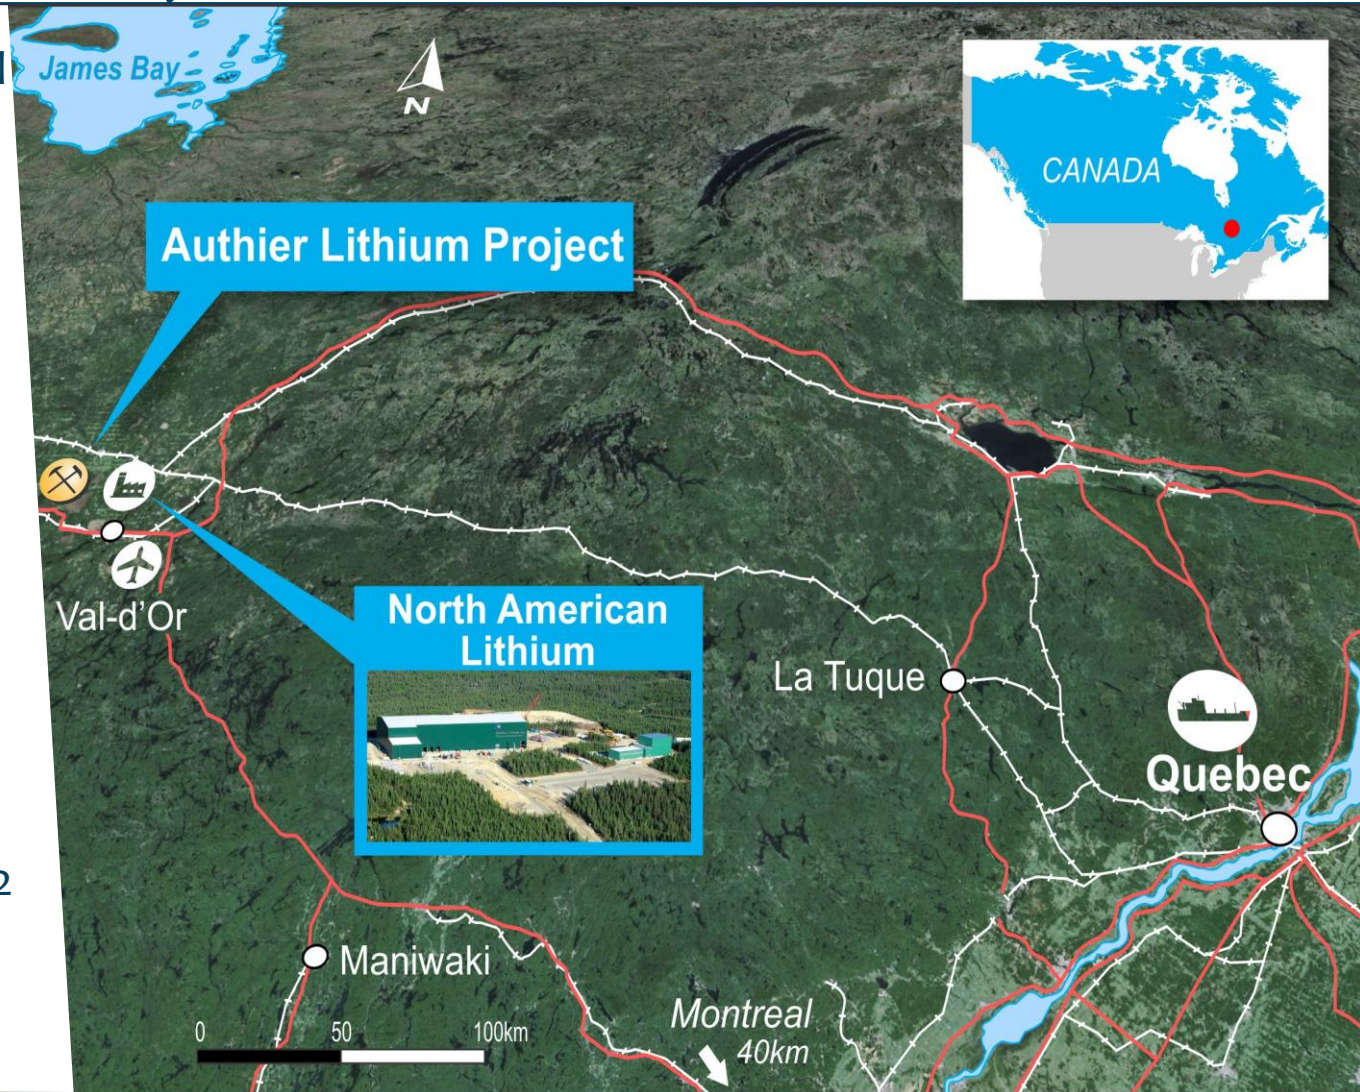 James Bay
N
CANADA
Authier Lithium Project
Val-d'Or
North American
Lithium
La Tuque
Quebec
2
Maniwaki
0 50 100km
Montreal
40km